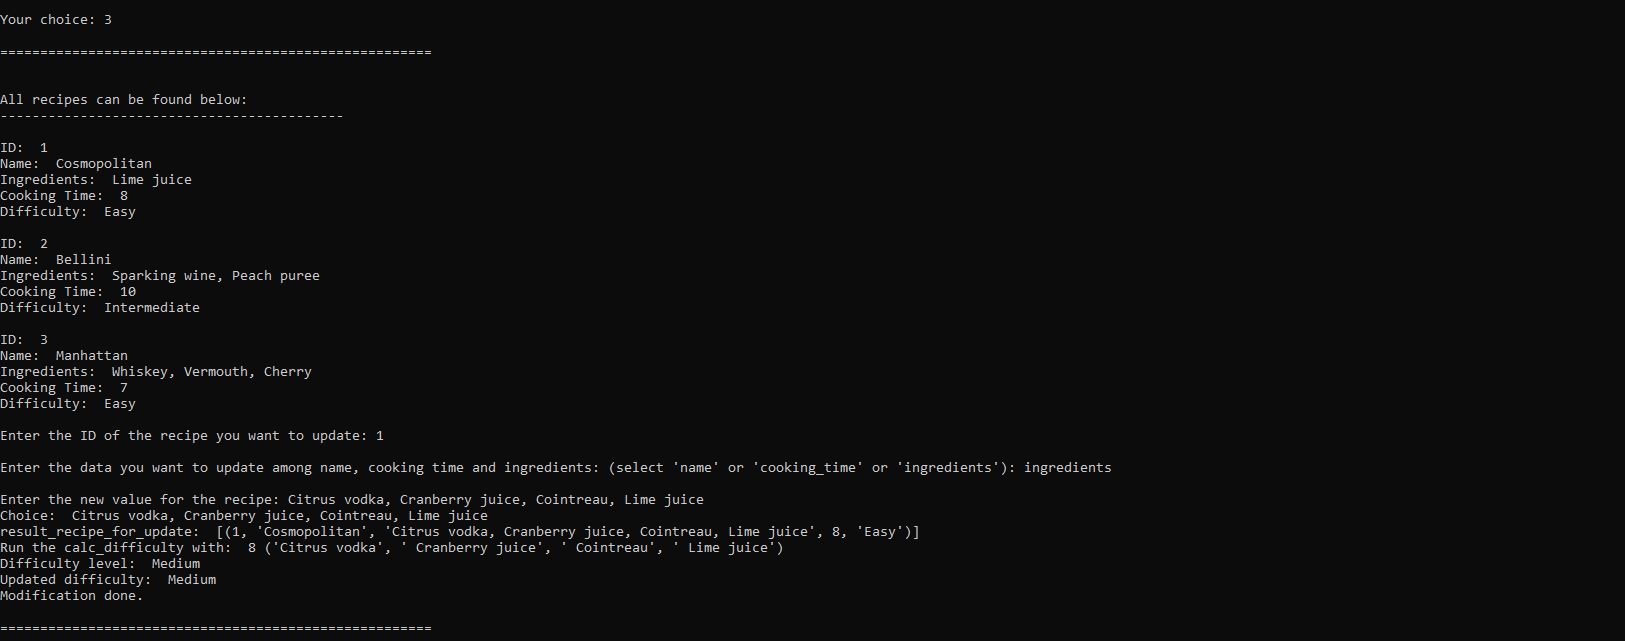 Your choice: 3
======================================================
All recipes can be found below:
-------------------------------------------
ID:  1
Name:  Cosmopolitan
Ingredients:  Lime juice
Cooking Time:  8
Difficulty:  Easy
ID:  2
Name:  Bellini
Ingredients:  Sparking wine, Peach puree
Cooking Time:  10
Difficulty:  Intermediate
ID:  3
Name:  Manhattan
Ingredients:  Whiskey, Vermouth, Cherry
Cooking Time:  7
Difficulty:  Easy
Enter the ID of the recipe you want to update: 1
Enter the data you want to update among name, cooking time and ingredients: (select 'name' or 'cooking_time' or 'ingredients'): ingredients
Enter the new value for the recipe: Citrus vodka, Cranberry juice, Cointreau, Lime juice
Choice:  Citrus vodka, Cranberry juice, Cointreau, Lime juice
result_recipe_for_update:  [(1, 'Cosmopolitan', 'Citrus vodka, Cranberry juice, Cointreau, Lime juice', 8, 'Easy')]
Run the calc_difficulty with:  8 ('Citrus vodka', ' Cranberry juice', ' Cointreau', ' Lime juice')
Difficulty level:  Medium
Updated difficulty:  Medium
Modification done.
======================================================